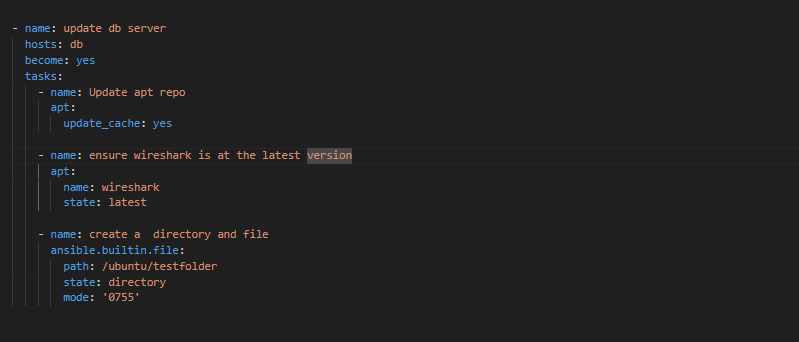 - name: update db server
  hosts: db
  become: yes
  tasks:
    - name: Update apt repo
      apt:
        update_cache: yes

    - name: ensure wireshark is at the latest version
      apt:
        name: wireshark
        state: latest

    - name: create a  directory and file
      ansible.builtin.file:
        path: /ubuntu/testfolder
        state: directory
        mode: '0755'